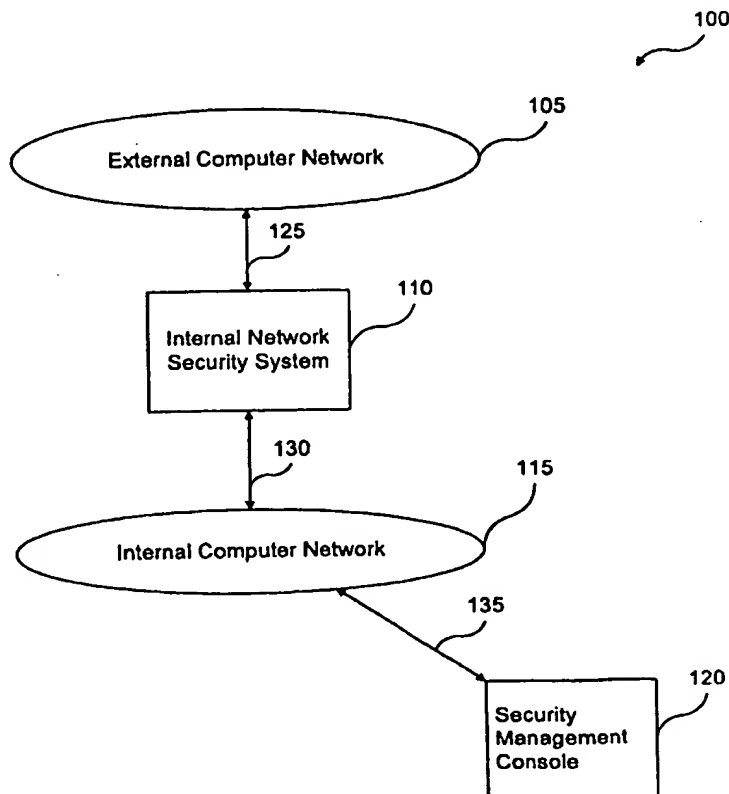 100
105
External Computer Network
125
110
Internal Network
Security System
130
115
Internal Computer Network
135
120
Security
Management
Console